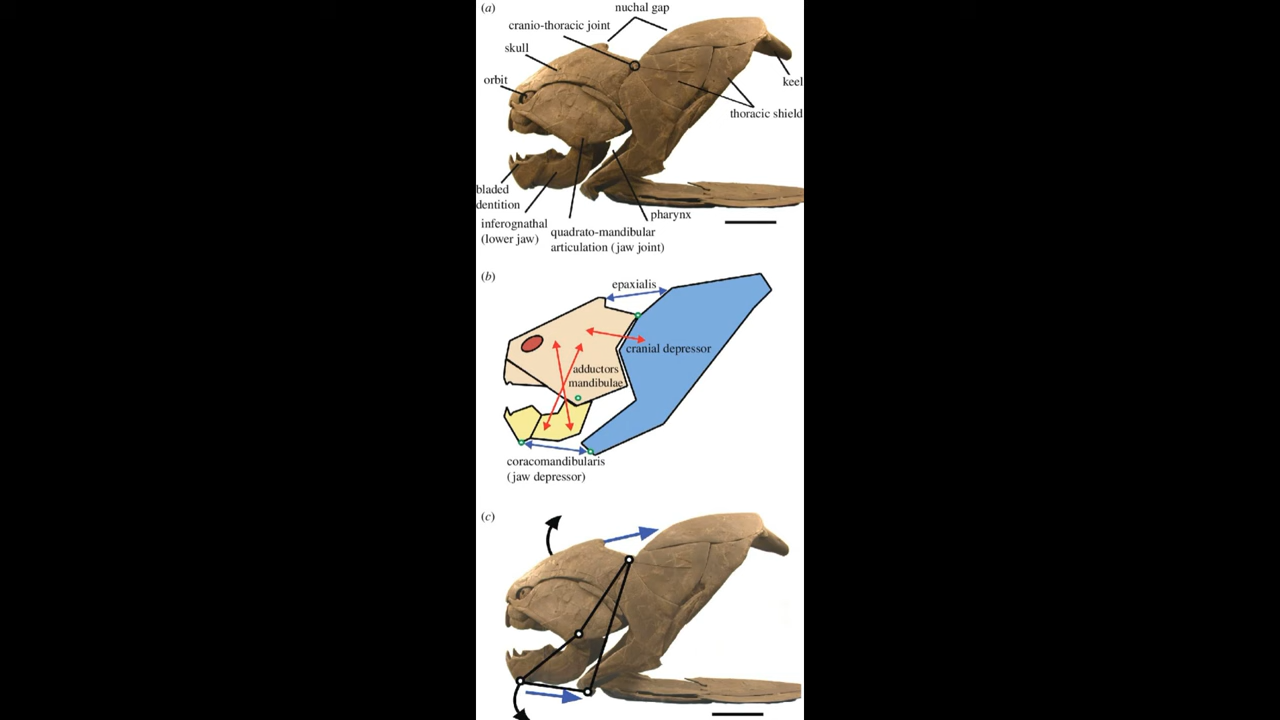 (a)
nuchal gap
cranio-thoracic joint
skull
orbit
keel
thoracic shield
bladed
dentition
pharynx
inferognathal
(lower jaw)
quadrato-mandibular
articulation (jaw joint)
(b)
epaxialis
cranial depressor
adductors
mandibulae
coracomandibularis
(jaw depressor)
(c)